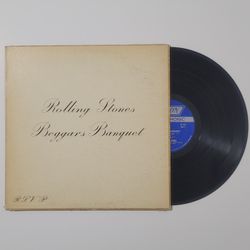 Rolling Stones
Beggars Banquet
R.S.V.P.